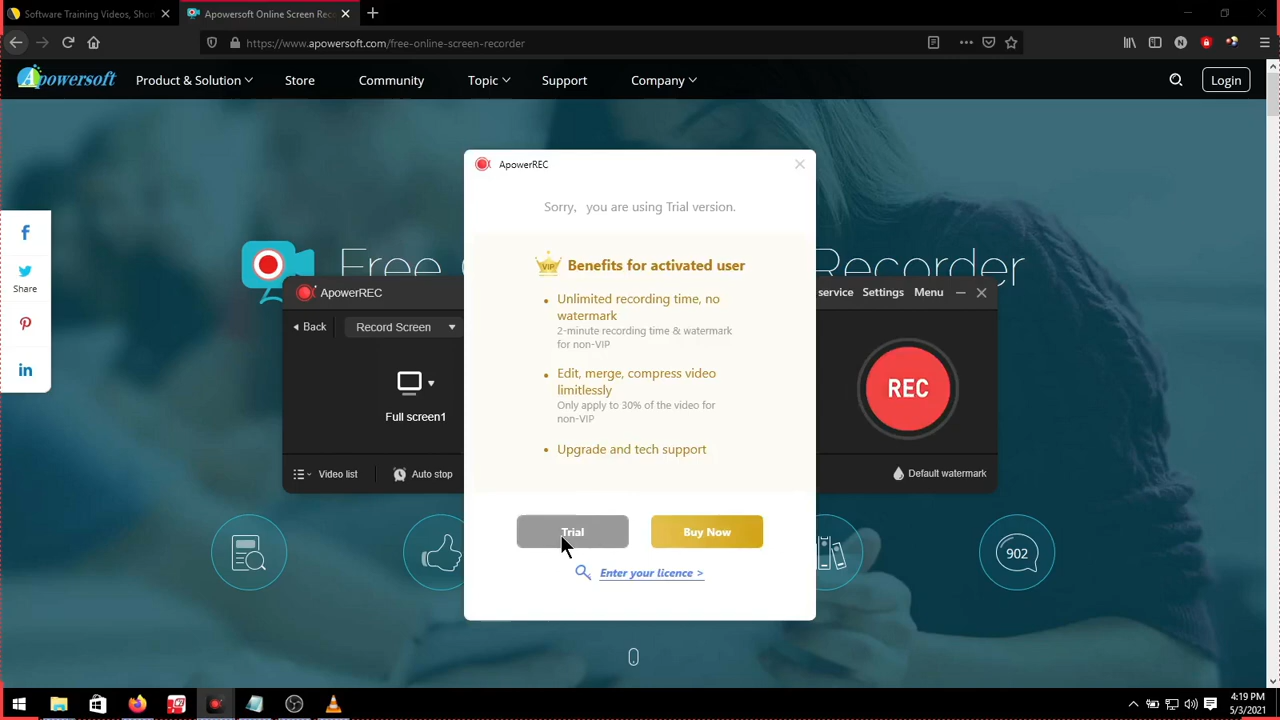 Software Training Videos, Shor
Apowersoft Online Screen Rec
https://www.apowersoft.com/free-online-screen-recorder
Apowersoft
Product & Solution
Store
Community
Topic
Support
Company
Login
ApowerREC
Sorry, you are using Trial version.
VIP
Benefits for activated user
Unlimited recording time, no
watermark
2-minute recording time & watermark
for non-VIP
Edit, merge, compress video
limitlessly
Only apply to 30% of the video for
non-VIP
Upgrade and tech support
Trial
Buy Now
Enter your licence >
Share
Free
Recorder
ApowerREC
service
Settings
Menu
Back
Record Screen
Full screen1
REC
Video list
Auto stop
Default watermark
902
4:19 PM
5/3/2021